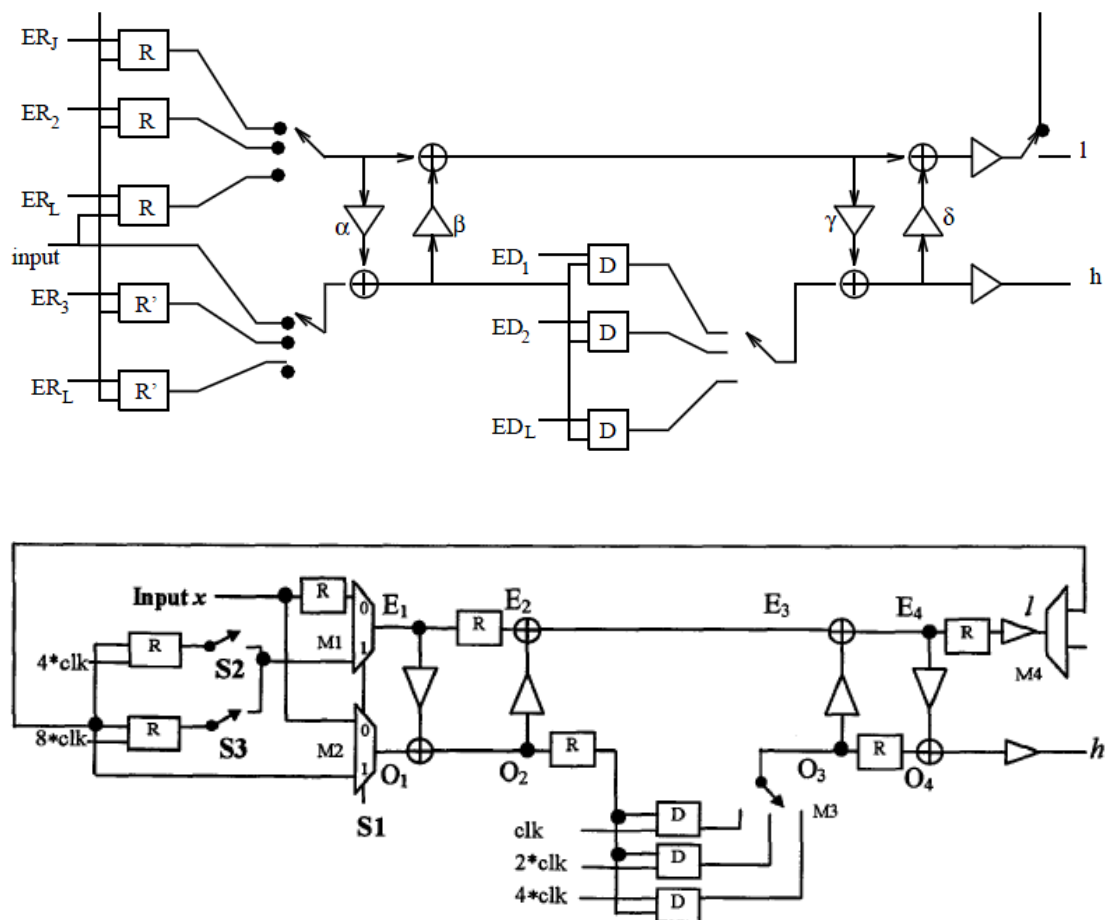 ER_J R
ER_2 R
l
ER_L R
α β γ δ
input
ED_1 D
h
ER_3 R'
ED_2 D
ER_L R'
ED_L D
Input x R E_1 E_2 E_3 E_4 l
0 R R
R M1 M4
4*clk S2 1
R 0 R R h
8*clk S3 M2 O_1 O_2 O_3 O_4
1
S1 D M3
clk
D
2*clk
4*clk D